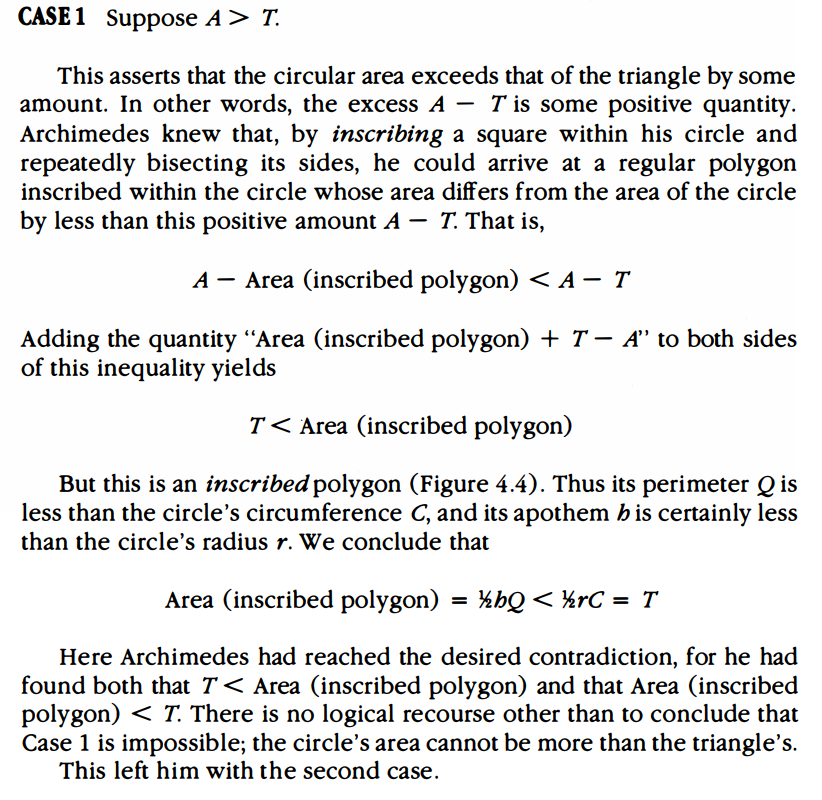 CASE 1 Suppose A > T.
This asserts that the circular area exceeds that of the triangle by some
amount. In other words, the excess A − T is some positive quantity.
Archimedes knew that, by inscribing a square within his circle and
repeatedly bisecting its sides, he could arrive at a regular polygon
inscribed within the circle whose area differs from the area of the circle
by less than this positive amount A − T. That is,
A − Area (inscribed polygon) < A − T
Adding the quantity “Area (inscribed polygon) + T − A” to both sides
of this inequality yields
T < Area (inscribed polygon)
But this is an inscribed polygon (Figure 4.4). Thus its perimeter Q is
less than the circle’s circumference C, and its apothem h is certainly less
than the circle’s radius r. We conclude that
Area (inscribed polygon) = ½hQ < ½rC = T
Here Archimedes had reached the desired contradiction, for he had
found both that T < Area (inscribed polygon) and that Area (inscribed
polygon) < T. There is no logical recourse other than to conclude that
Case 1 is impossible; the circle’s area cannot be more than the triangle’s.
This left him with the second case.